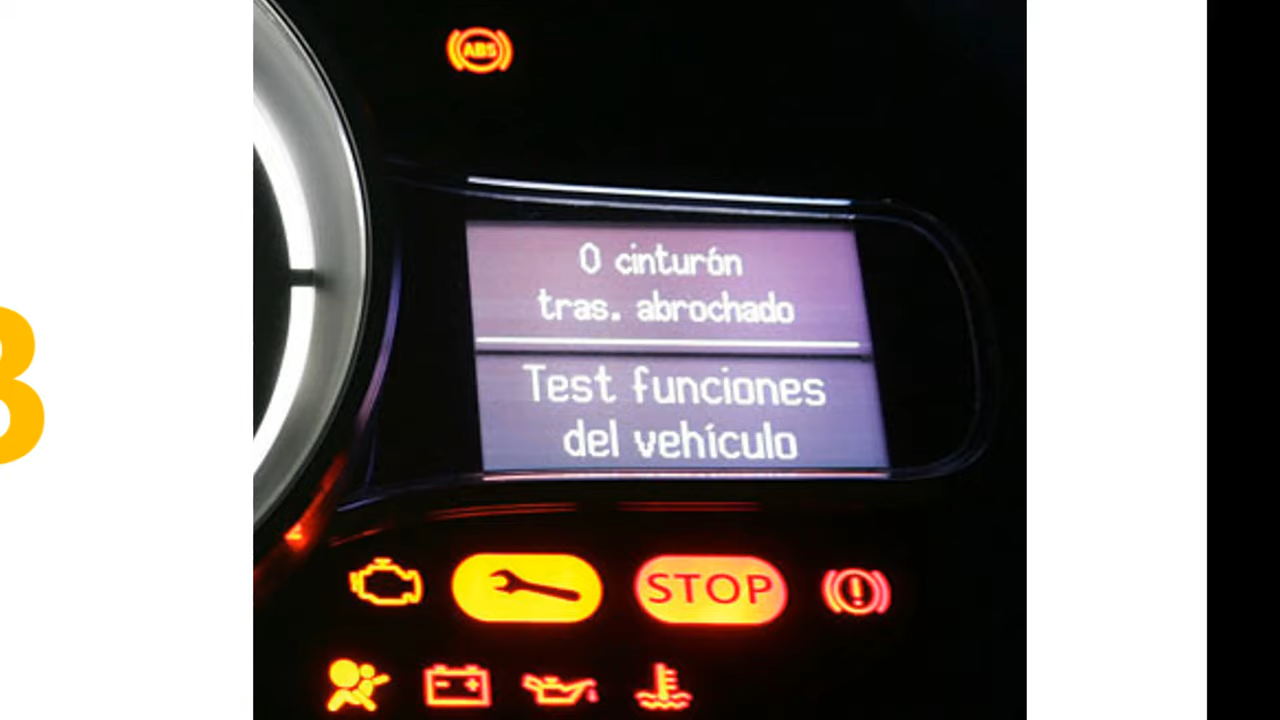 ABS
0 cinturón
tras. abrochado
Test funciones
del vehículo
STOP